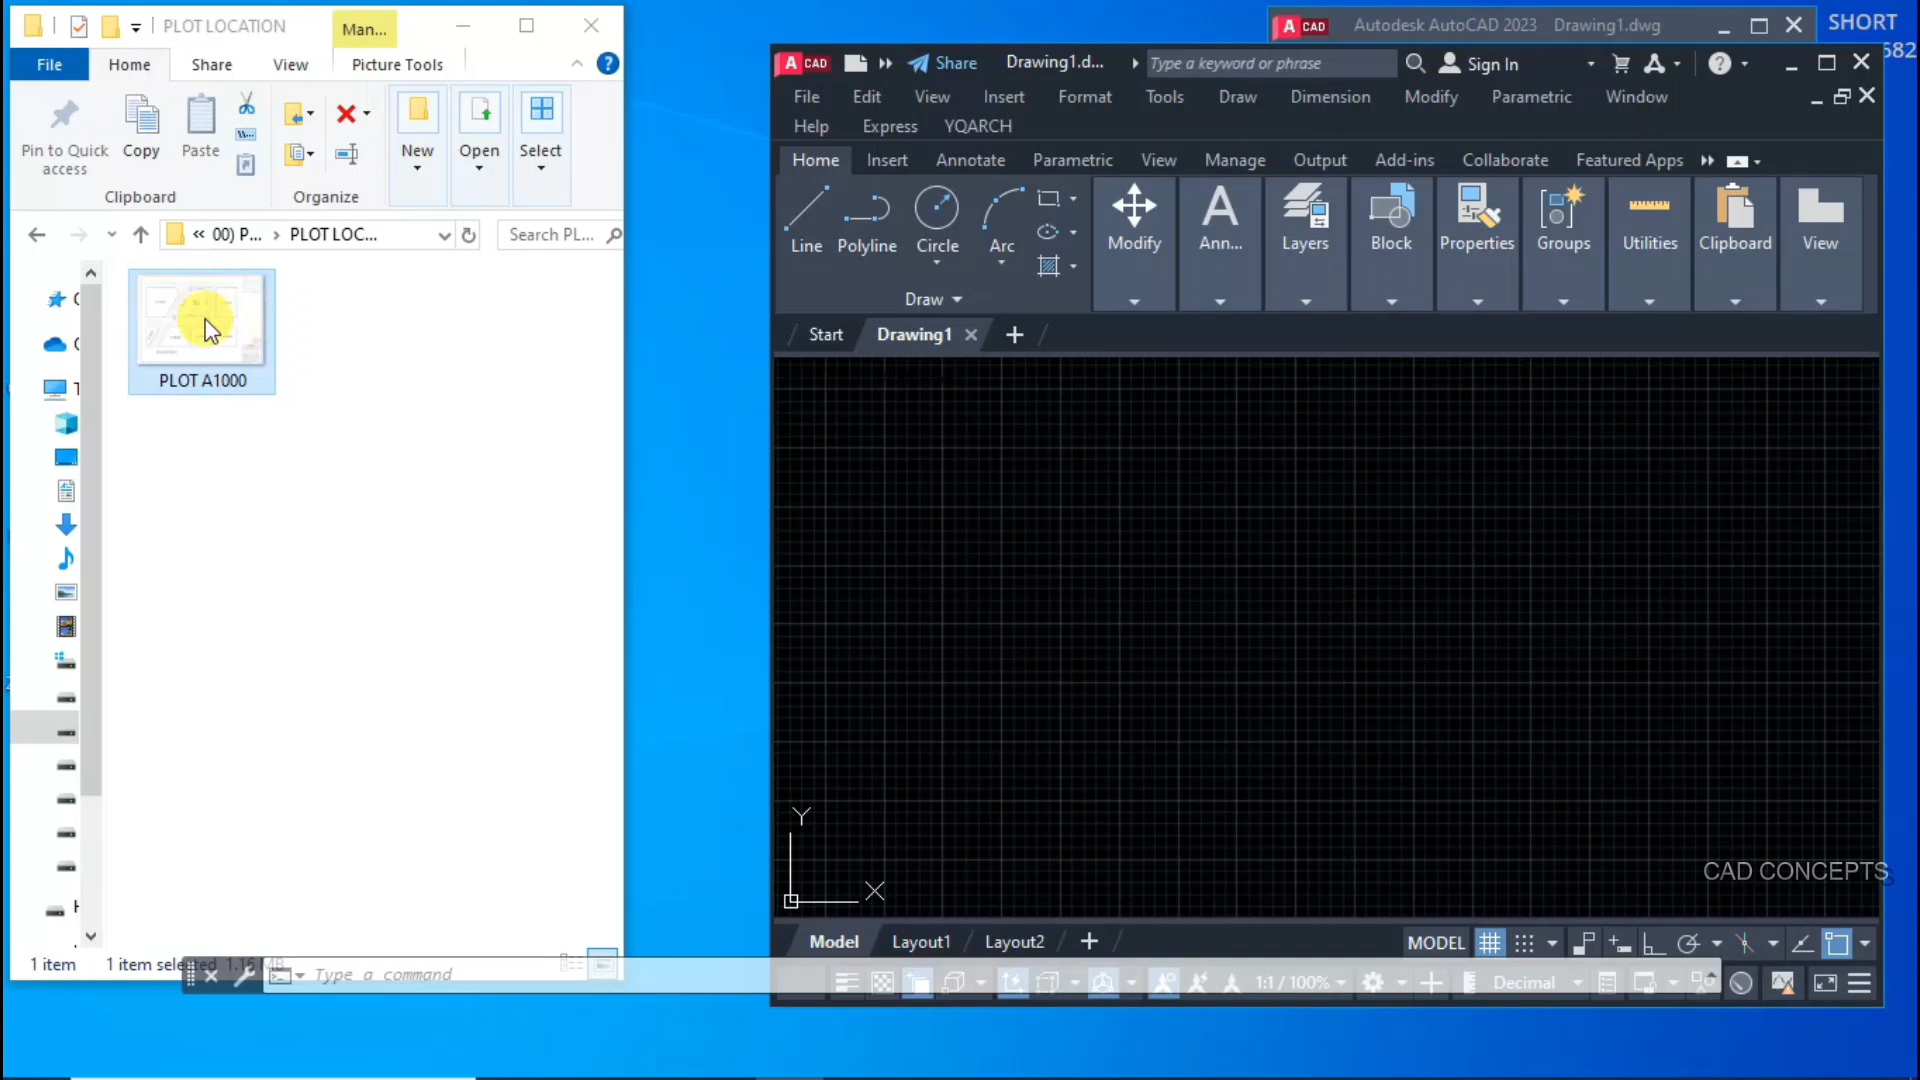 PLOT LOCATION
Man...
File
Home
Share
View
Picture Tools
Pin to Quick
access
Copy
Paste
New
Open
Select
Clipboard
Organize
« 00) P... > PLOT LOC...
Search PL...
PLOT A1000
1 item
1 item selected 1.16 MB
Type a command
A CAD
Autodesk AutoCAD 2023
Drawing1.dwg
SHORT
682
A CAD
Share
Drawing1.d...
Type a keyword or phrase
Sign In
File
Edit
View
Insert
Format
Tools
Draw
Dimension
Modify
Parametric
Window
Help
Express
YQARCH
Home
Insert
Annotate
Parametric
View
Manage
Output
Add-ins
Collaborate
Featured Apps
Line
Polyline
Circle
Arc
Modify
Ann...
Layers
Block
Properties
Groups
Utilities
Clipboard
View
Draw
Start
Drawing1
Y
X
CAD CONCEPTS
Model
Layout1
Layout2
MODEL
1:1 / 100%
Decimal